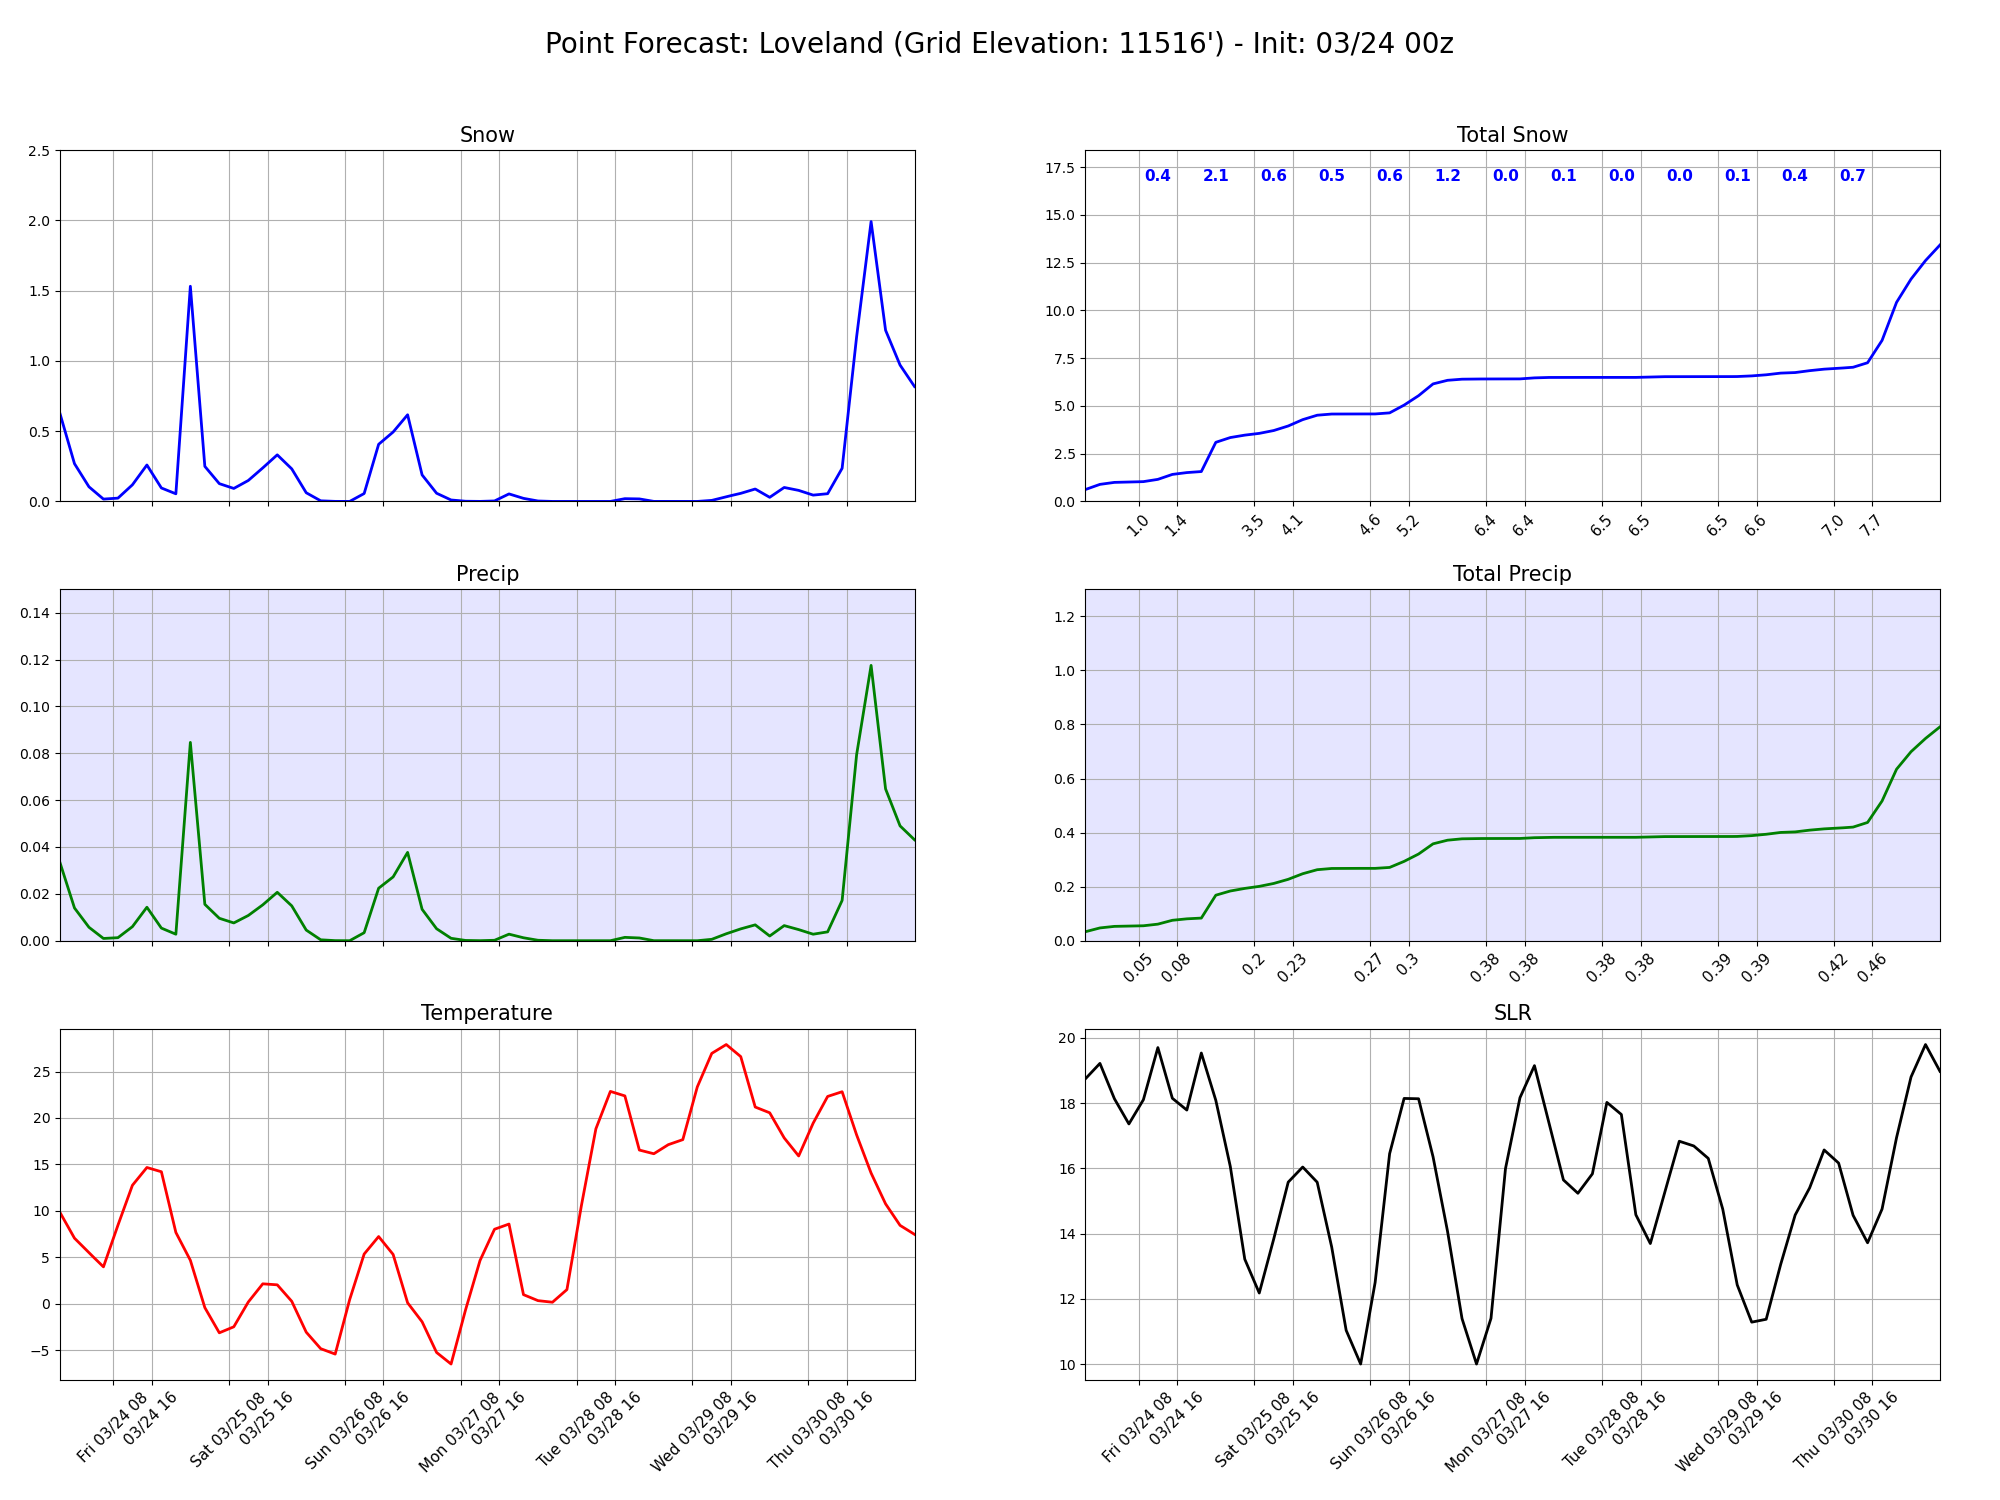 Point Forecast: Loveland (Grid Elevation: 11516') - Init: 03/24 00z
Snow
2.5
2.0
1.5
1.0
0.5
0.0
Total Snow
17.5
15.0
12.5
10.0
7.5
5.0
2.5
0.0
0.4 2.1 0.6 0.5 0.6 1.2 0.0 0.1 0.0 0.0 0.1 0.4 0.7
1.0 1.4 3.5 4.1 4.6 5.2 6.4 6.4 6.5 6.5 6.5 6.6 7.0 7.7
Precip
0.14
0.12
0.10
0.08
0.06
0.04
0.02
0.00
Total Precip
1.2
1.0
0.8
0.6
0.4
0.2
0.0
0.05 0.08 0.2 0.23 0.27 0.3 0.38 0.38 0.38 0.38 0.39 0.39 0.42 0.46
Temperature
25
20
15
10
5
0
−5
Fri 03/24 08
03/24 16
Sat 03/25 08
03/25 16
Sun 03/26 08
03/26 16
Mon 03/27 08
03/27 16
Tue 03/28 08
03/28 16
Wed 03/29 08
03/29 16
Thu 03/30 08
03/30 16
SLR
20
18
16
14
12
10
Fri 03/24 08
03/24 16
Sat 03/25 08
03/25 16
Sun 03/26 08
03/26 16
Mon 03/27 08
03/27 16
Tue 03/28 08
03/28 16
Wed 03/29 08
03/29 16
Thu 03/30 08
03/30 16